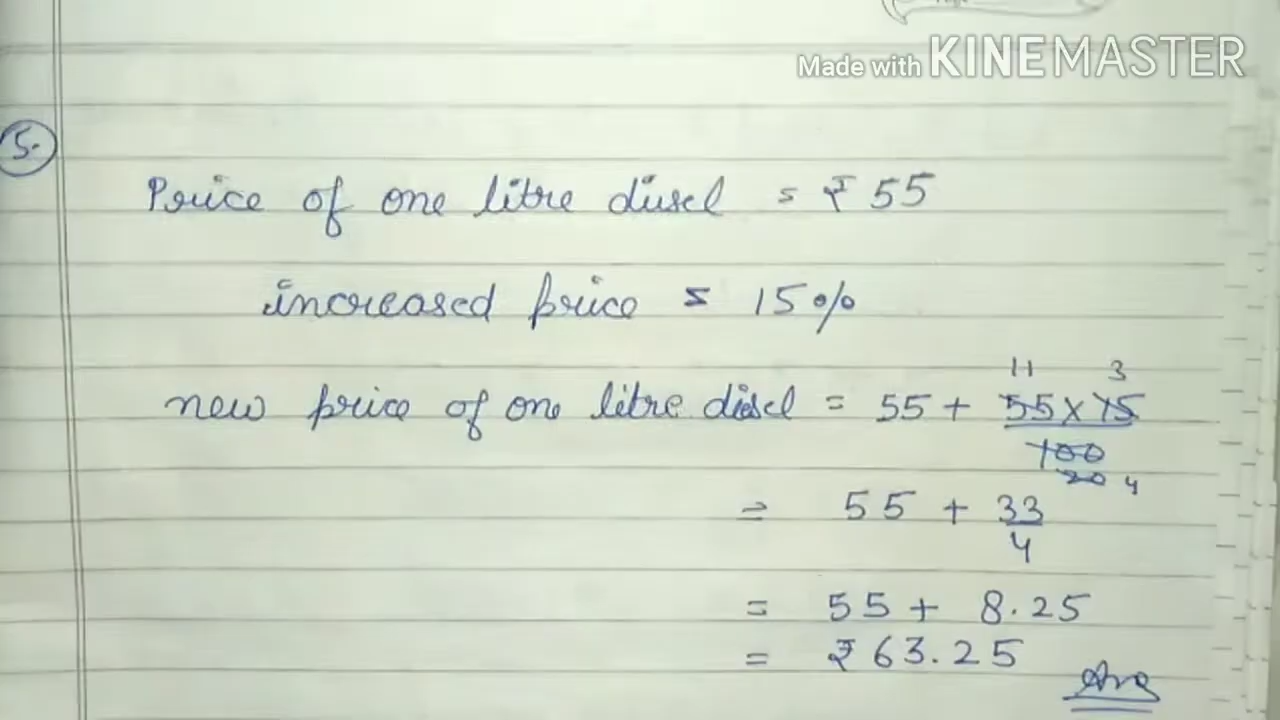 Made with KINEMASTER
5.
Price of one litre diesel = ₹ 55
increased price = 15%
11 3
new price of one litre diesel = 55 + 55 x 15
100
20 4
= 55 + 33
4
= 55 + 8.25
= ₹ 63.25
Ans